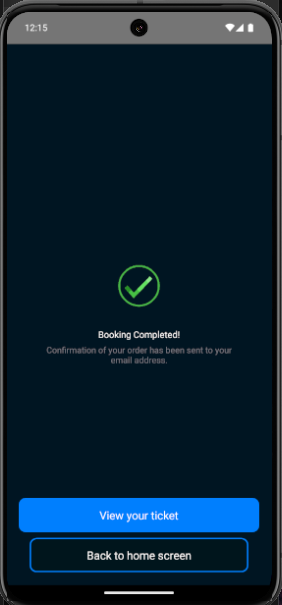 12:15
Booking Completed!
Confirmation of your order has been sent to your
email address.
View your ticket
Back to home screen